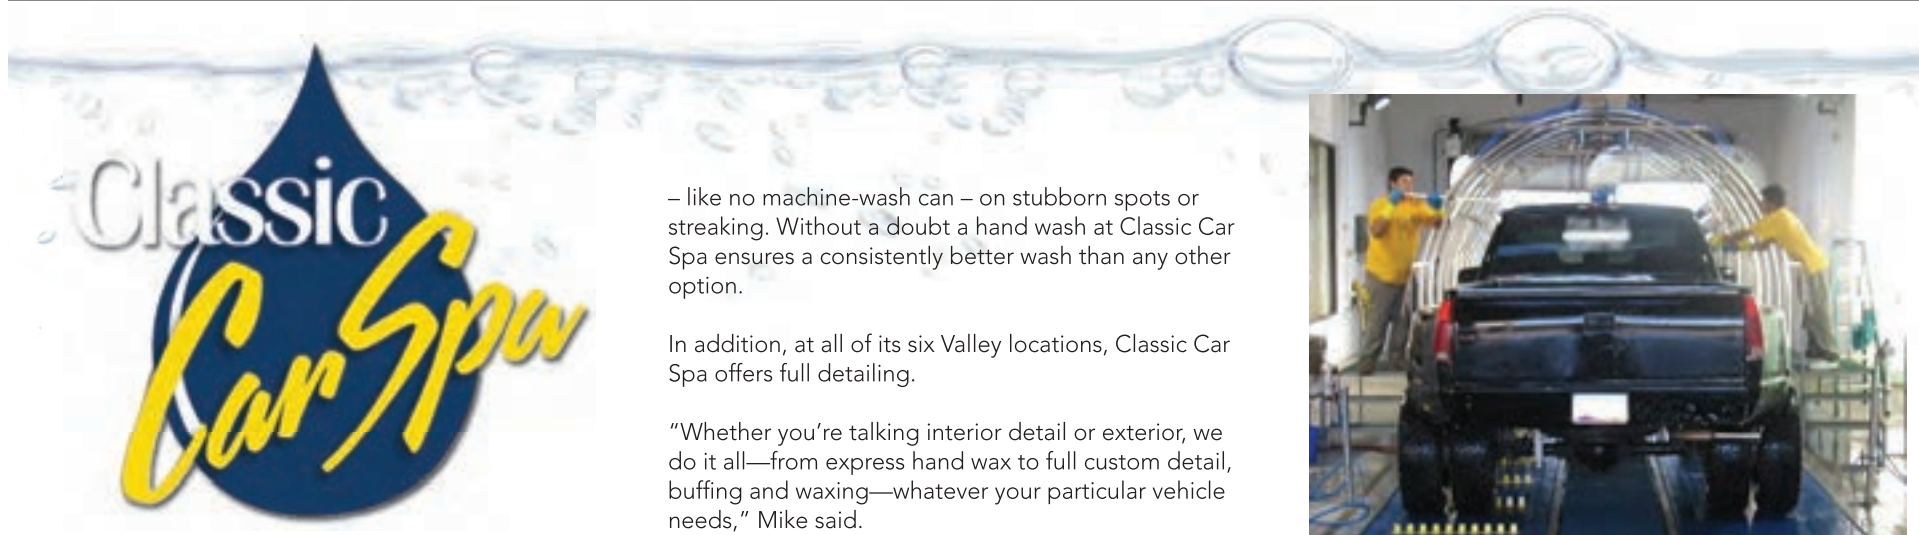 Classic
Car Spa
– like no machine-wash can – on stubborn spots or
streaking. Without a doubt a hand wash at Classic Car
Spa ensures a consistently better wash than any other
option.
In addition, at all of its six Valley locations, Classic Car
Spa offers full detailing.
“Whether you’re talking interior detail or exterior, we
do it all—from express hand wax to full custom detail,
buffing and waxing—whatever your particular vehicle
needs,” Mike said.